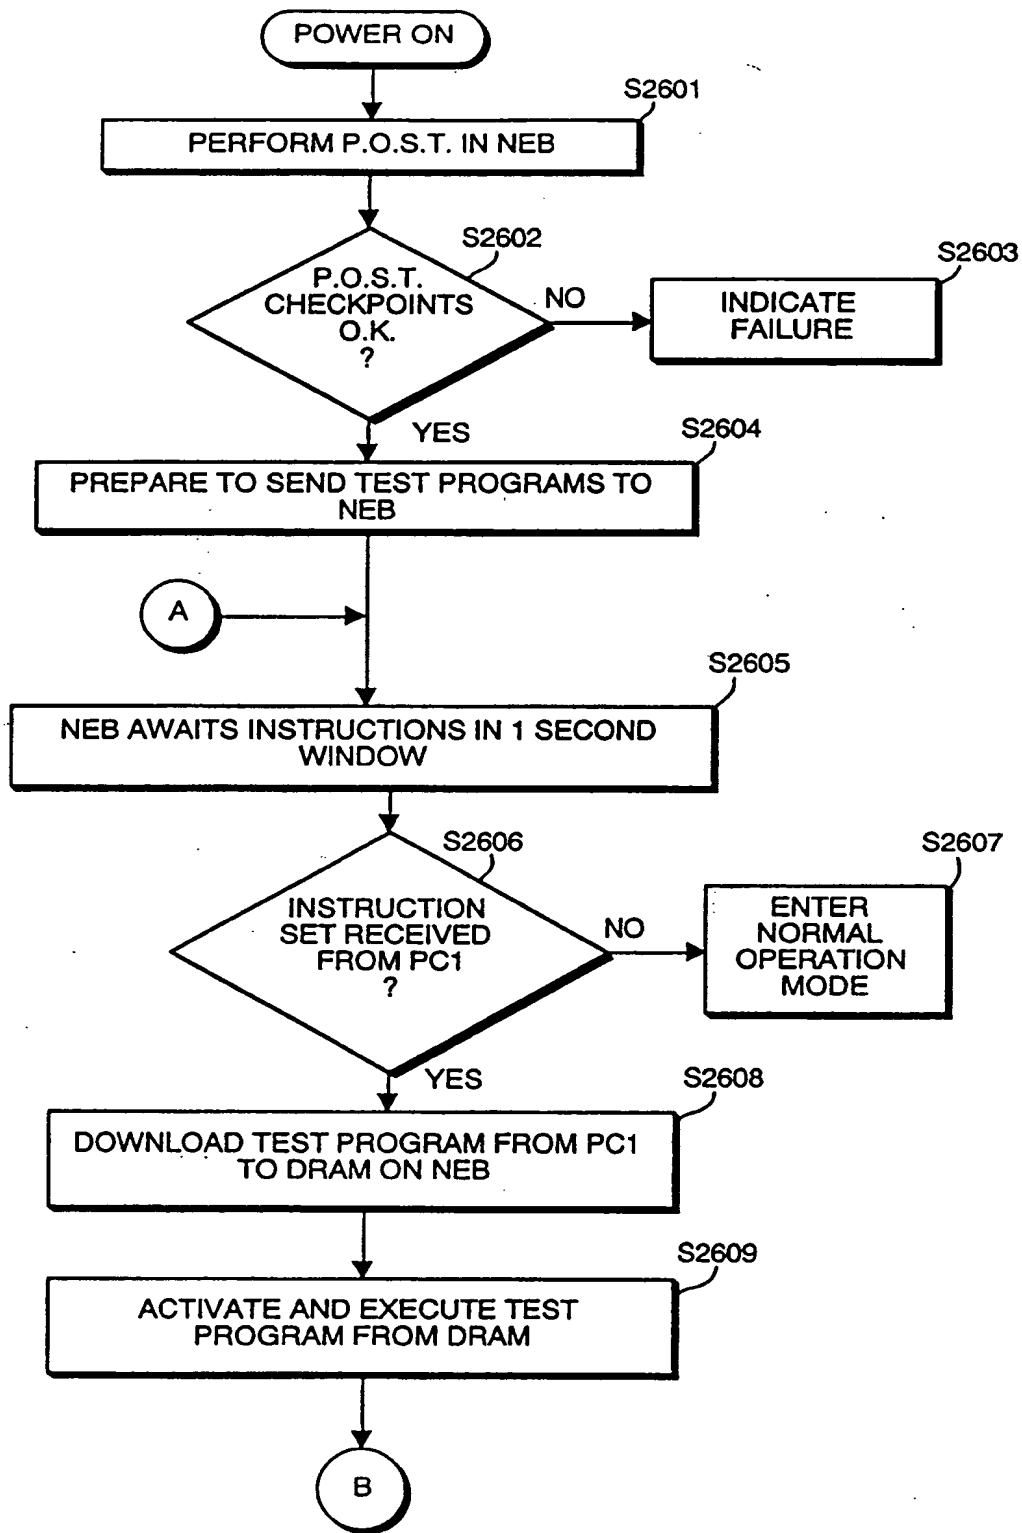 POWER ON
S2601
PERFORM P.O.S.T. IN NEB
S2602
P.O.S.T.
CHECKPOINTS
O.K.
?
NO
S2603
INDICATE
FAILURE
YES
S2604
PREPARE TO SEND TEST PROGRAMS TO
NEB
A
S2605
NEB AWAITS INSTRUCTIONS IN 1 SECOND
WINDOW
S2606
INSTRUCTION
SET RECEIVED
FROM PC1
?
NO
S2607
ENTER
NORMAL
OPERATION
MODE
YES
S2608
DOWNLOAD TEST PROGRAM FROM PC1
TO DRAM ON NEB
S2609
ACTIVATE AND EXECUTE TEST
PROGRAM FROM DRAM
B